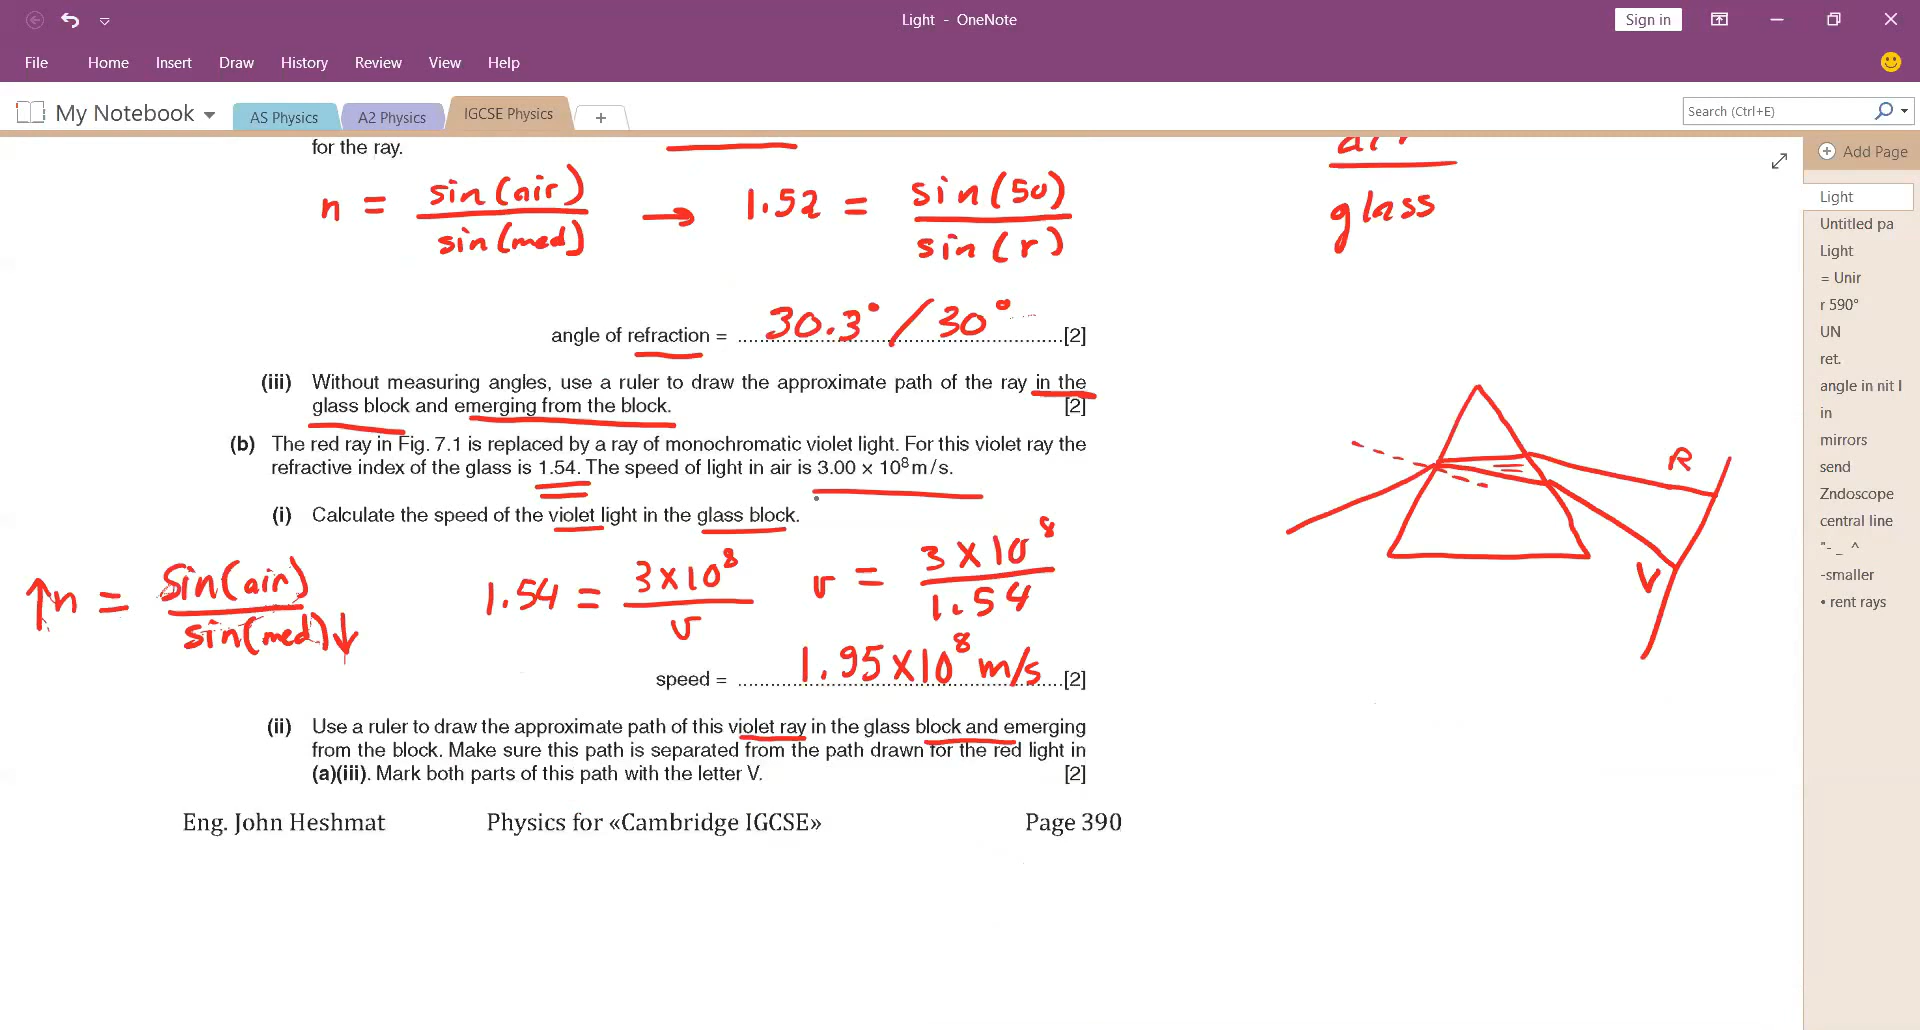 Light - OneNote
Sign in
File Home Insert Draw History Review View Help
My Notebook
AS Physics
A2 Physics
IGCSE Physics
+
Search (Ctrl+E)
Add Page
Light
Untitled pa
Light
= Unir
r 590°
UN
ret.
angle in nit I
in
mirrors
send
Zndoscope
central line
"- _ ^
-smaller
• rent rays
for the ray.
n = sin(air) / sin(med) → 1.52 = sin(50) / sin(r)
glass
angle of refraction = 30.3° / 30° [2]
(iii) Without measuring angles, use a ruler to draw the approximate path of the ray in the
glass block and emerging from the block. [2]
(b) The red ray in Fig. 7.1 is replaced by a ray of monochromatic violet light. For this violet ray the
refractive index of the glass is 1.54. The speed of light in air is 3.00 × 10⁸ m/s.
(i) Calculate the speed of the violet light in the glass block.
↑n = sin(air) / sin(med)↓
1.54 = 3×10⁸ / v
v = 3×10⁸ / 1.54
speed = 1.95×10⁸ m/s [2]
R
V
(ii) Use a ruler to draw the approximate path of this violet ray in the glass block and emerging
from the block. Make sure this path is separated from the path drawn for the red light in
(a)(iii). Mark both parts of this path with the letter V. [2]
Eng. John Heshmat Physics for «Cambridge IGCSE» Page 390